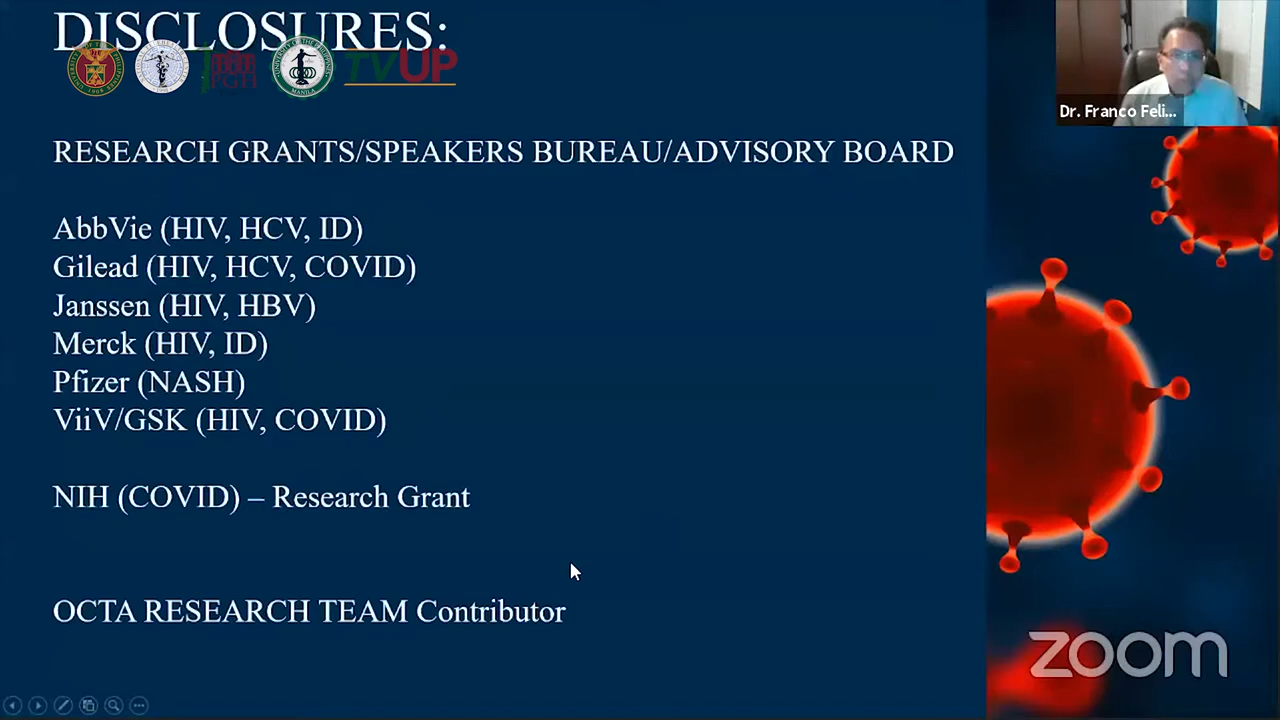 DISCLOSURES:
TVUP
Dr. Franco Feli...
RESEARCH GRANTS/SPEAKERS BUREAU/ADVISORY BOARD
AbbVie (HIV, HCV, ID)
Gilead (HIV, HCV, COVID)
Janssen (HIV, HBV)
Merck (HIV, ID)
Pfizer (NASH)
ViiV/GSK (HIV, COVID)
NIH (COVID) – Research Grant
OCTA RESEARCH TEAM Contributor
zoom